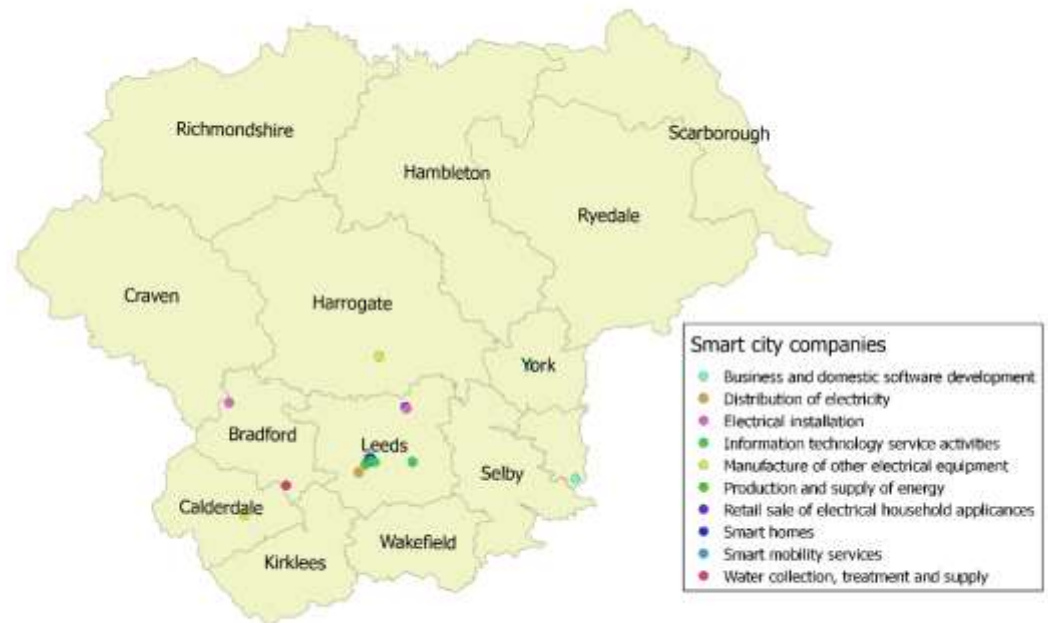 Richmondshire
Scarborough
Hambleton
Ryedale
Craven
Harrogate
York
Bradford
Leeds
Selby
Calderdale
Wakefield
Kirklees
Smart city companies
Business and domestic software development
Distribution of electricity
Electrical installation
Information technology service activities
Manufacture of other electrical equipment
Production and supply of energy
Retail sale of electrical household applicances
Smart homes
Smart mobility services
Water collection, treatment and supply